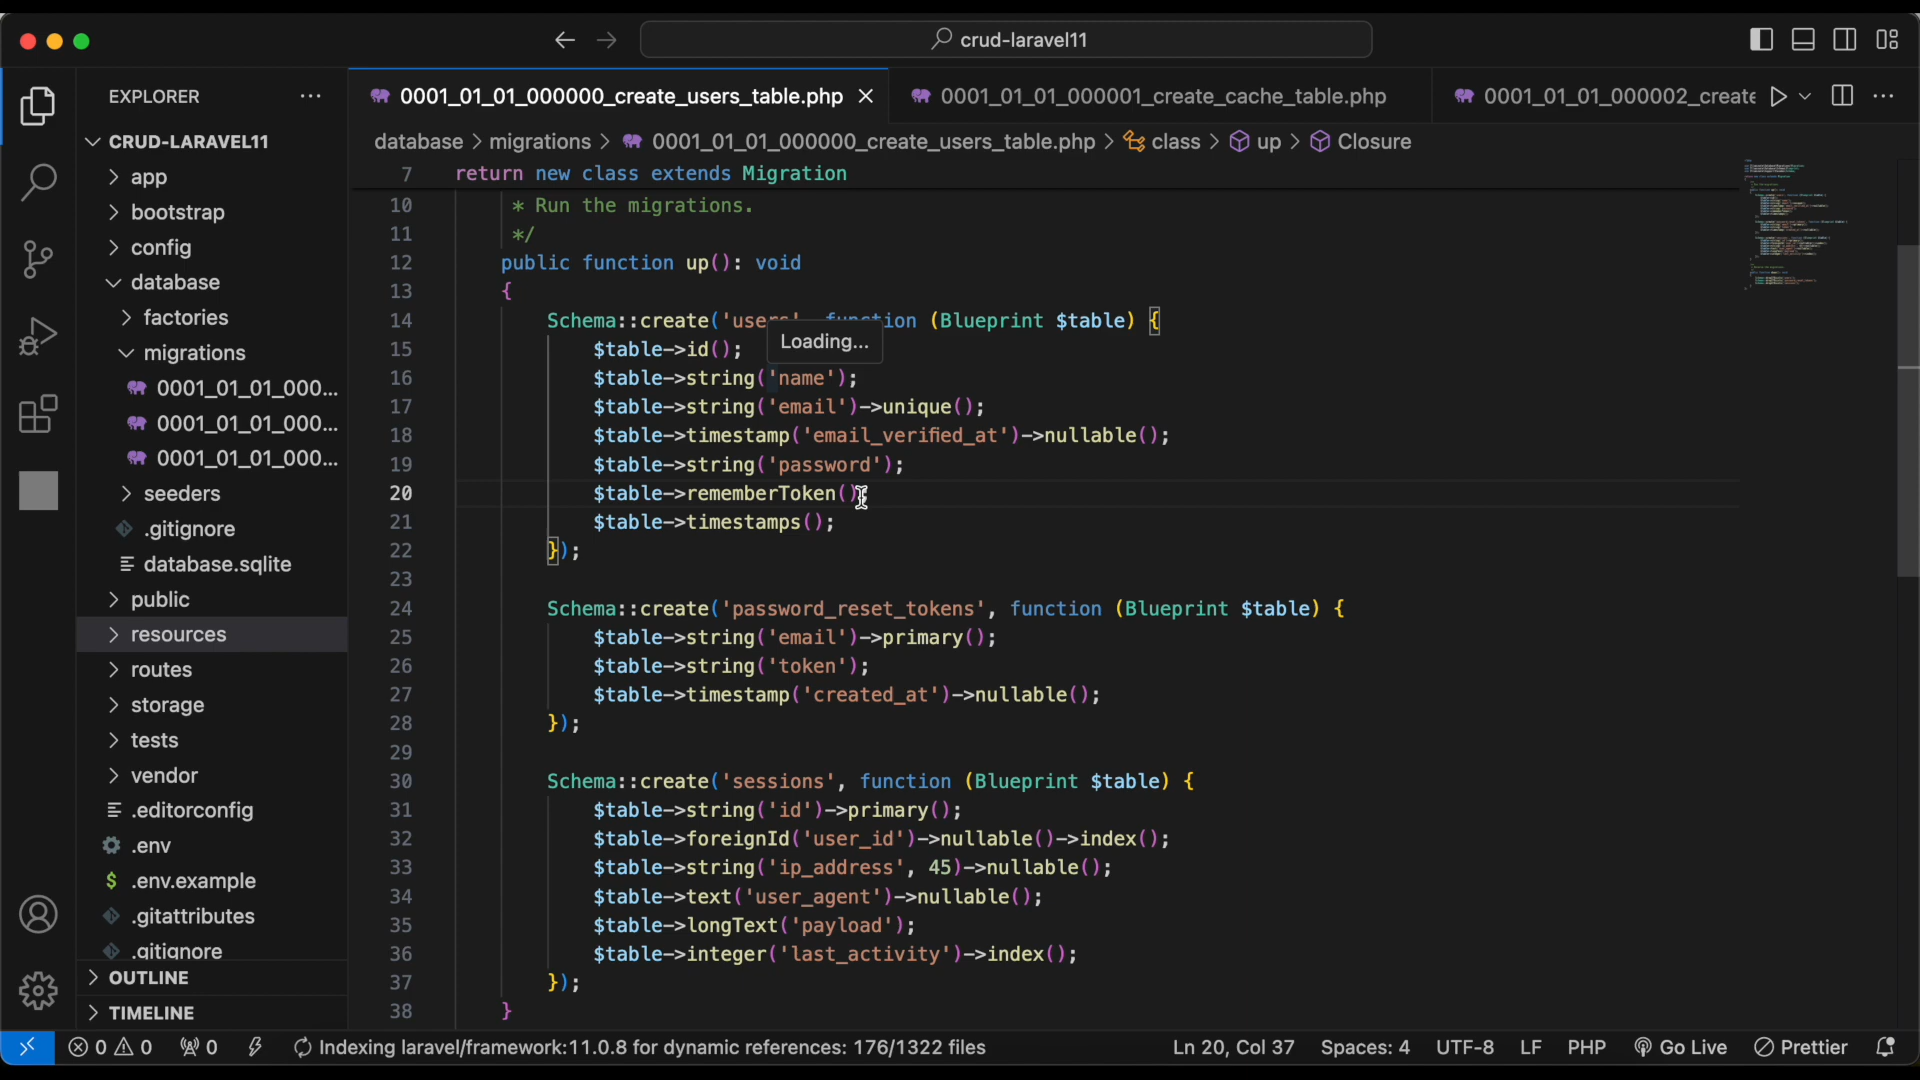 crud-laravel11
EXPLORER ...
0001_01_01_000000_create_users_table.php
0001_01_01_000001_create_cache_table.php
0001_01_01_000002_create
CRUD-LARAVEL11
database > migrations > 0001_01_01_000000_create_users_table.php > class > up > Closure
app
bootstrap
config
database
factories
migrations
0001_01_01_000...
0001_01_01_000...
0001_01_01_000...
seeders
.gitignore
database.sqlite
public
resources
routes
storage
tests
vendor
.editorconfig
.env
$ .env.example
.gitattributes
.gitignore
OUTLINE
TIMELINE
7 return new class extends Migration
10 * Run the migrations.
11 */
12 public function up(): void
13 {
14 Schema::create('users', function (Blueprint $table) {
Loading...
15 $table->id();
16 $table->string('name');
17 $table->string('email')->unique();
18 $table->timestamp('email_verified_at')->nullable();
19 $table->string('password');
20 $table->rememberToken();
21 $table->timestamps();
22 });
23
24 Schema::create('password_reset_tokens', function (Blueprint $table) {
25 $table->string('email')->primary();
26 $table->string('token');
27 $table->timestamp('created_at')->nullable();
28 });
29
30 Schema::create('sessions', function (Blueprint $table) {
31 $table->string('id')->primary();
32 $table->foreignId('user_id')->nullable()->index();
33 $table->string('ip_address', 45)->nullable();
34 $table->text('user_agent')->nullable();
35 $table->longText('payload');
36 $table->integer('last_activity')->index();
37 });
38 }
0 0 0 Indexing laravel/framework:11.0.8 for dynamic references: 176/1322 files Ln 20, Col 37 Spaces: 4 UTF-8 LF PHP Go Live Prettier